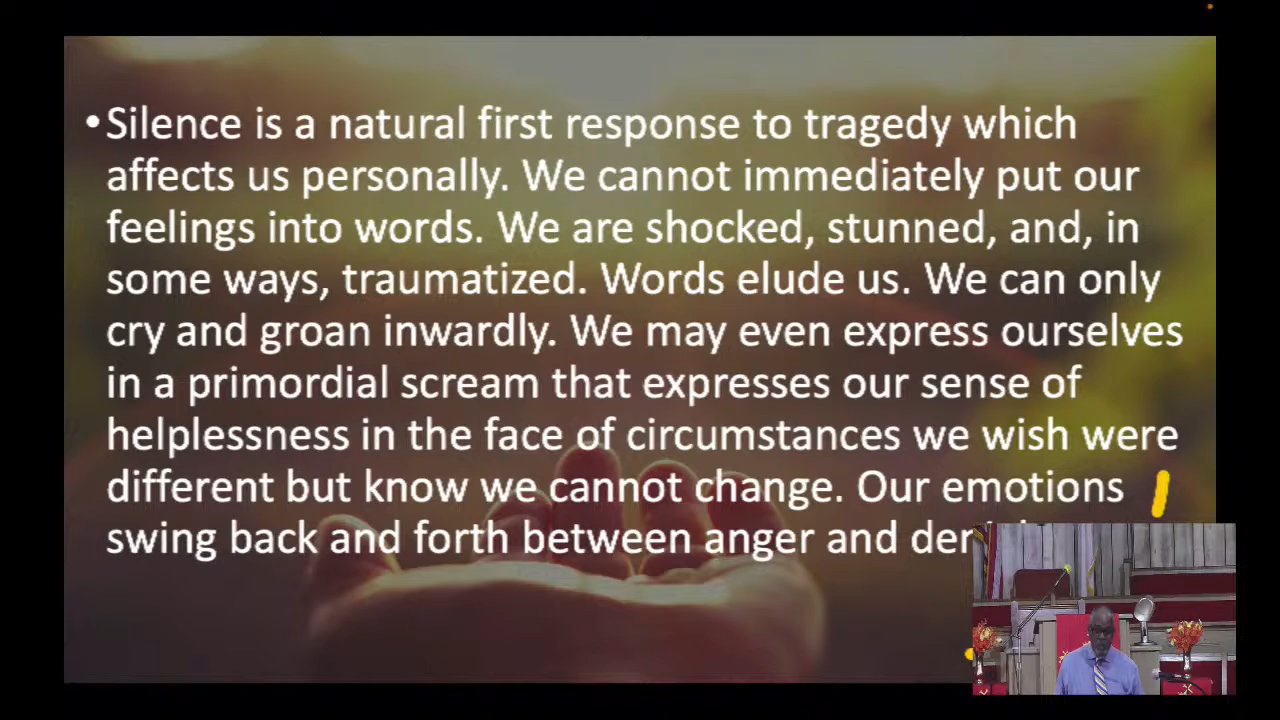 •Silence is a natural first response to tragedy which
affects us personally. We cannot immediately put our
feelings into words. We are shocked, stunned, and, in
some ways, traumatized. Words elude us. We can only
cry and groan inwardly. We may even express ourselves
in a primordial scream that expresses our sense of
helplessness in the face of circumstances we wish were
different but know we cannot change. Our emotions
swing back and forth between anger and